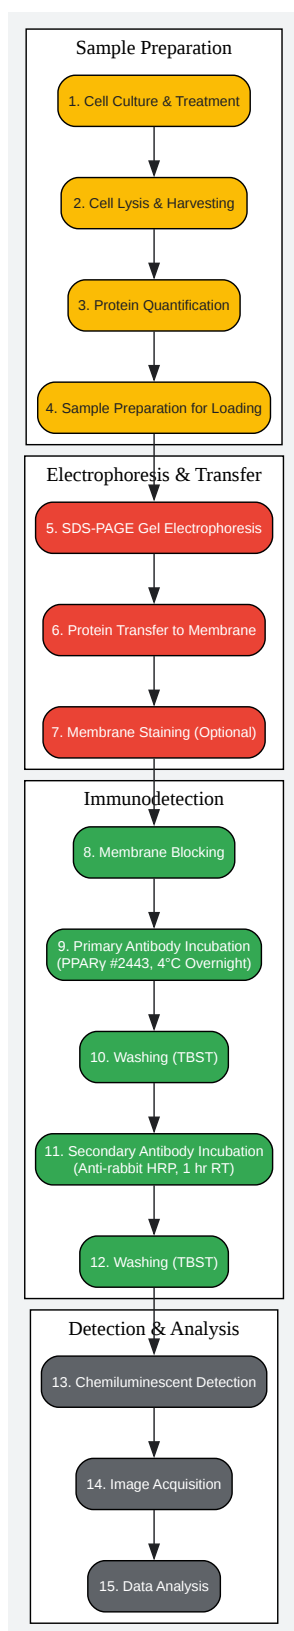 Sample Preparation
1. Cell Culture & Treatment
2. Cell Lysis & Harvesting
3. Protein Quantification
4. Sample Preparation for Loading
Electrophoresis & Transfer
5. SDS-PAGE Gel Electrophoresis
6. Protein Transfer to Membrane
7. Membrane Staining (Optional)
Immunodetection
8. Membrane Blocking
9. Primary Antibody Incubation
(PPARγ #2443, 4°C Overnight)
10. Washing (TBST)
11. Secondary Antibody Incubation
(Anti-rabbit HRP, 1 hr RT)
12. Washing (TBST)
Detection & Analysis
13. Chemiluminescent Detection
14. Image Acquisition
15. Data Analysis